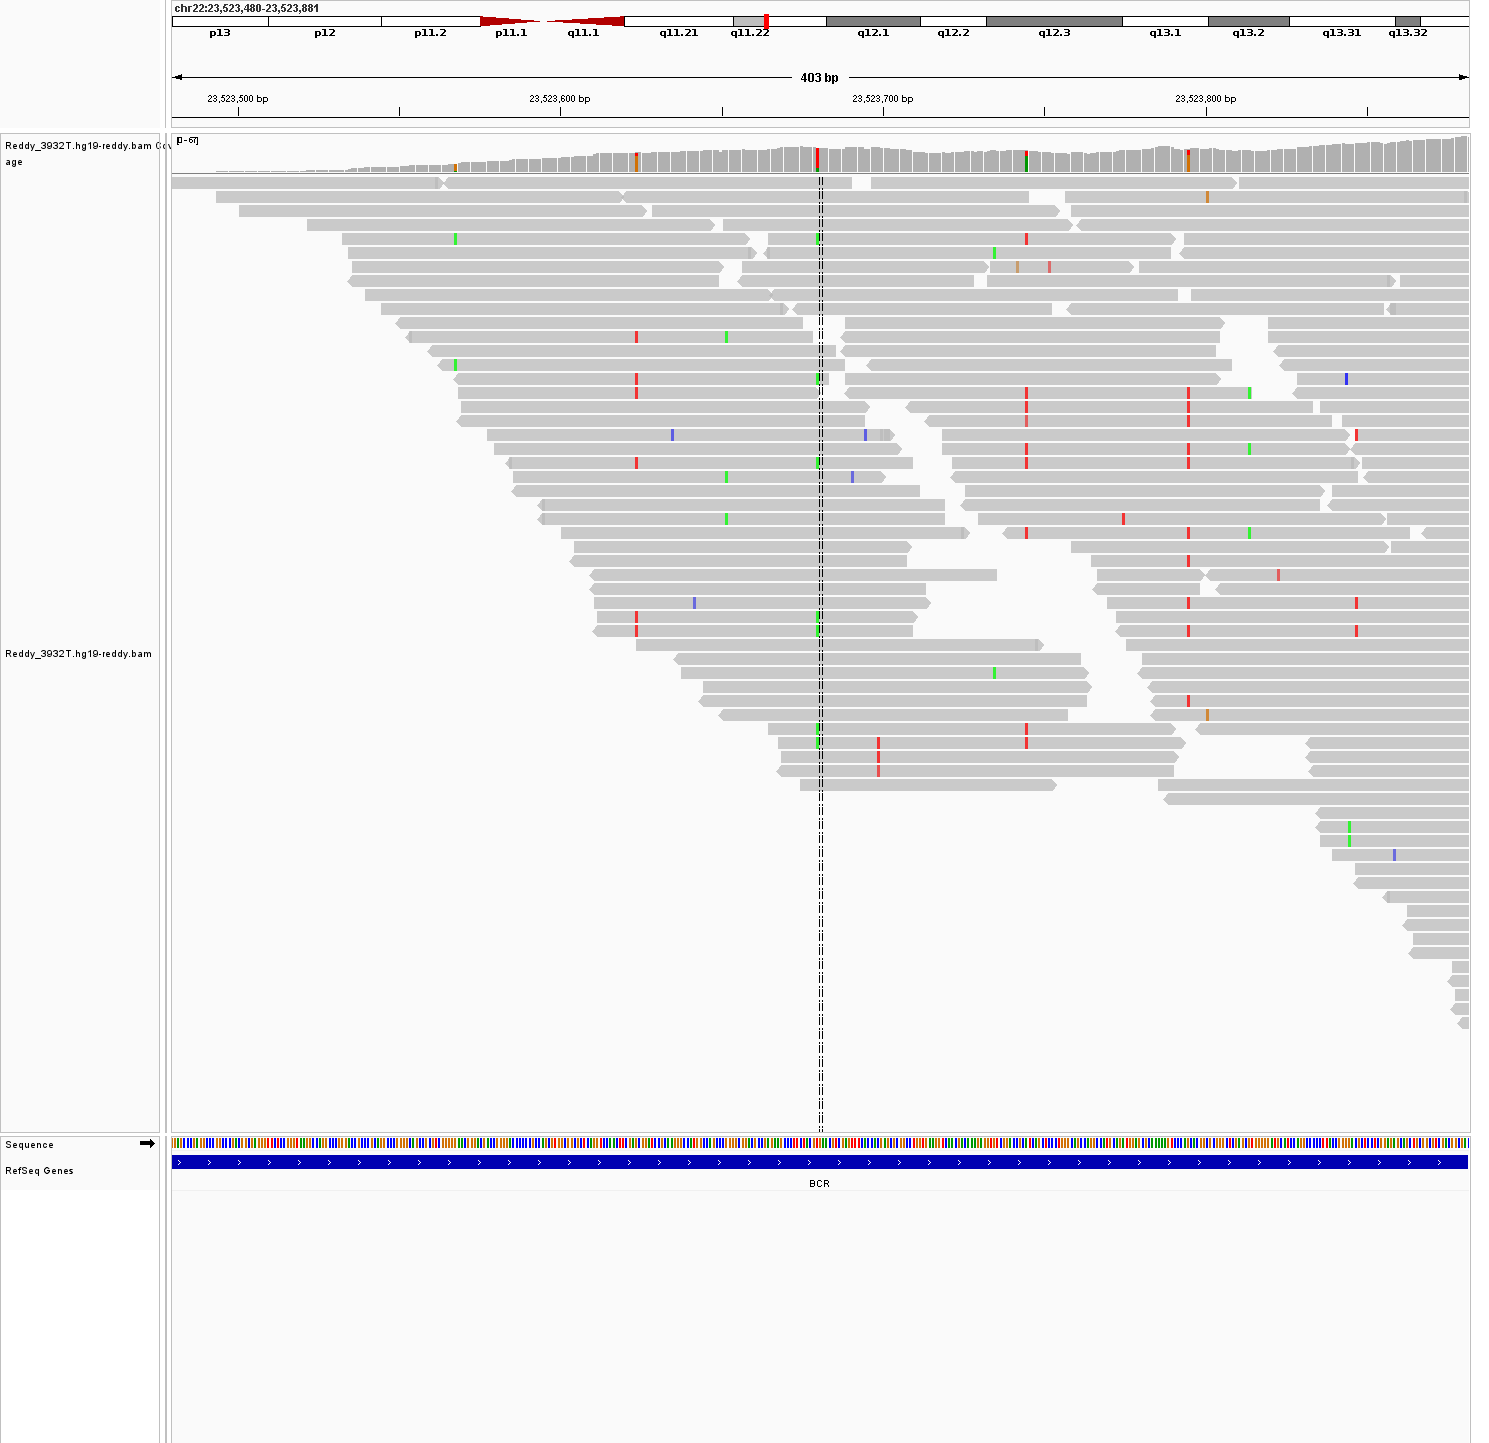 chr22:23,523,480-23,523,881
p13 p12 p11.2 p11.1 q11.1 q11.21 q11.22 q12.1 q12.2 q12.3 q13.1 q13.2 q13.31 q13.32
403 bp
23,523,500 bp 23,523,600 bp 23,523,700 bp 23,523,800 bp
[0 - 67]
Reddy_3932T.hg19-reddy.bam Cov
age
Reddy_3932T.hg19-reddy.bam
Sequence
RefSeq Genes
BCR